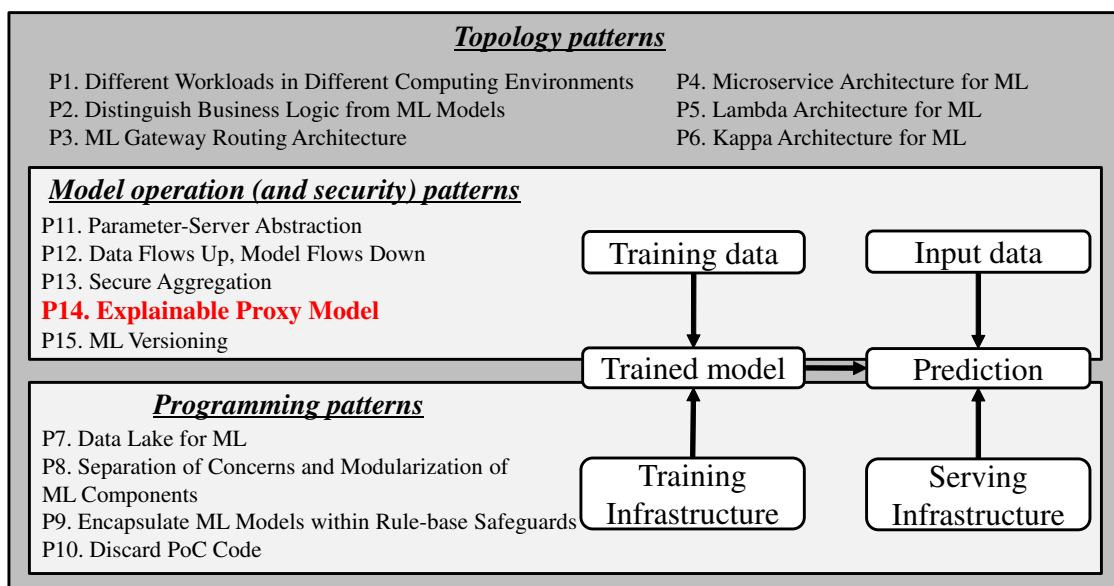 Topology patterns
P1. Different Workloads in Different Computing Environments
P2. Distinguish Business Logic from ML Models
P3. ML Gateway Routing Architecture
P4. Microservice Architecture for ML
P5. Lambda Architecture for ML
P6. Kappa Architecture for ML
Model operation (and security) patterns
P11. Parameter-Server Abstraction
P12. Data Flows Up, Model Flows Down
P13. Secure Aggregation
P14. Explainable Proxy Model
P15. ML Versioning
Training data
Input data
Trained model
Prediction
Programming patterns
P7. Data Lake for ML
P8. Separation of Concerns and Modularization of
ML Components
P9. Encapsulate ML Models within Rule-base Safeguards
P10. Discard PoC Code
Training
Infrastructure
Serving
Infrastructure